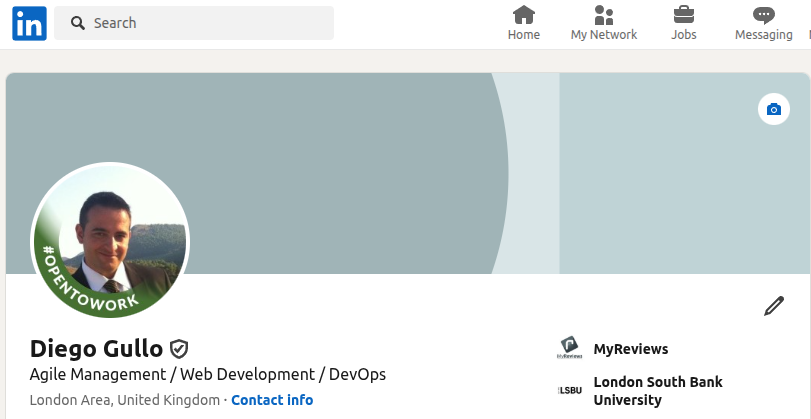 in
Search
Home
My Network
Jobs
Messaging
#OPENTOWORK
Diego Gullo
Agile Management / Web Development / DevOps
London Area, United Kingdom · Contact info
MyReviews
MyReviews
LSBU
London South Bank
University